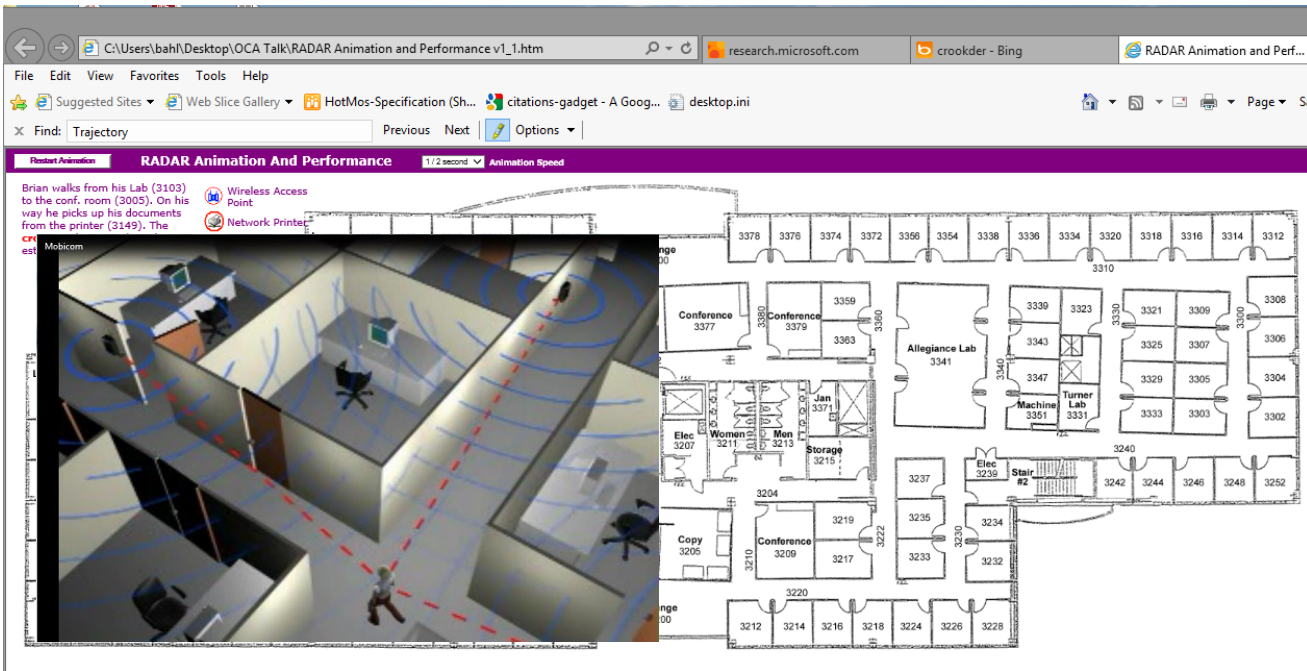 C:\Users\bahl\Desktop\OCA Talk\RADAR Animation and Performance v1_1.htm
research.microsoft.com
crookder - Bing
RADAR Animation and Perf...
File Edit View Favorites Tools Help
Suggested Sites
Web Slice Gallery
HotMos-Specification (Sh...
citations-gadget - A Goog...
desktop.ini
Page
X Find: Trajectory Previous Next Options
Restart Animation
RADAR Animation And Performance
1/2 second
Animation Speed
Brian walks from his Lab (3103)
to the conf. room (3005). On his
way he picks up his documents
from the printer (3149). The
Wireless Access
Point
Network Printer
Mobicom
3378 3376 3374 3372 3356 3354 3338 3336 3334 3320 3318 3316 3314 3312
3310
Conference
3377
3380
Conference
3379
3359
3363
3360
Allegiance Lab
3341
3339
3343
3347
3340
Machine
3351
3323
Turner
Lab
3331
3330
3321 3309
3325 3307
3329 3305
3333 3303
3300
3308
3306
3304
3302
Elec
3207
Women
3211
Men
3213
Jan
3371
Storage
3215
3204
3240
Elec
3239
Stair
#2
3242 3244 3246 3248 3252
3237
3235
3233
3230
3234
3232
Copy
3205
3210
Conference
3209
3219
3217
3222
3220
3212 3214 3216 3218 3224 3226 3228